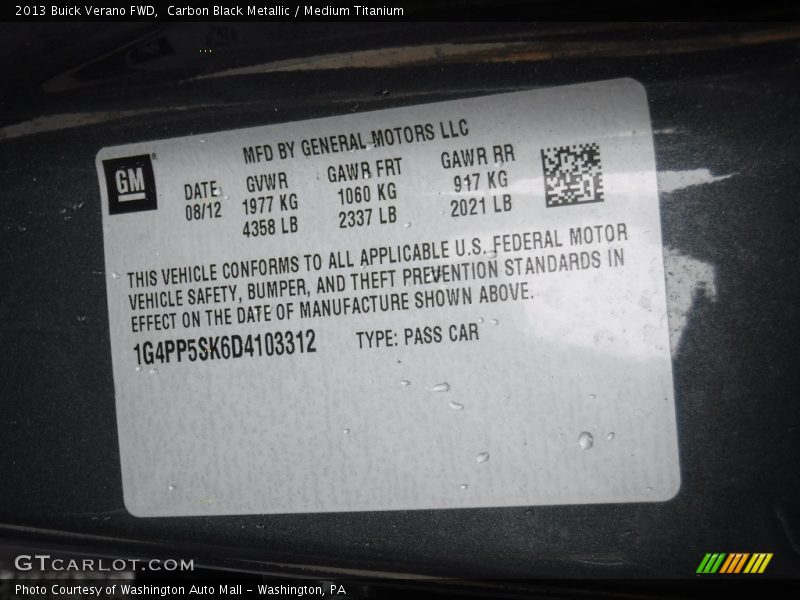 2013 Buick Verano FWD,  Carbon Black Metallic / Medium Titanium
MFD BY GENERAL MOTORS LLC
GM
DATE GVWR GAWR FRT GAWR RR
08/12 1977 KG 1060 KG 917 KG
4358 LB 2337 LB 2021 LB
THIS VEHICLE CONFORMS TO ALL APPLICABLE U.S. FEDERAL MOTOR
VEHICLE SAFETY, BUMPER, AND THEFT PREVENTION STANDARDS IN
EFFECT ON THE DATE OF MANUFACTURE SHOWN ABOVE.
1G4PP5SK6D4103312 TYPE: PASS CAR
GTCARLOT.COM
Photo Courtesy of Washington Auto Mall - Washington, PA